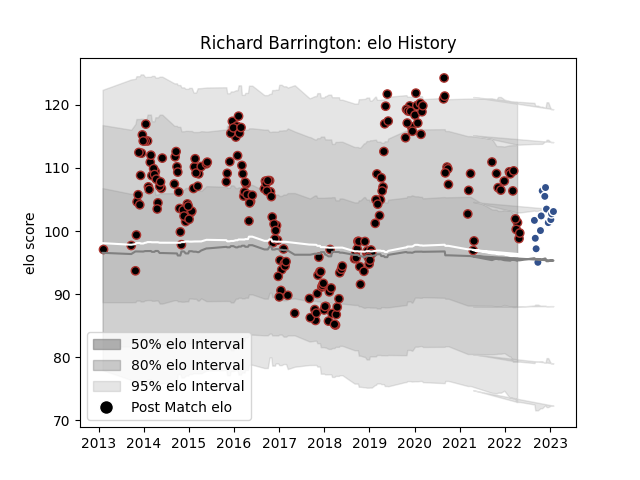 Richard Barrington: elo History
elo score
120
110
100
90
80
70
50% elo Interval
80% elo Interval
95% elo Interval
Post Match elo
2013 2014 2015 2016 2017 2018 2019 2020 2021 2022 2023